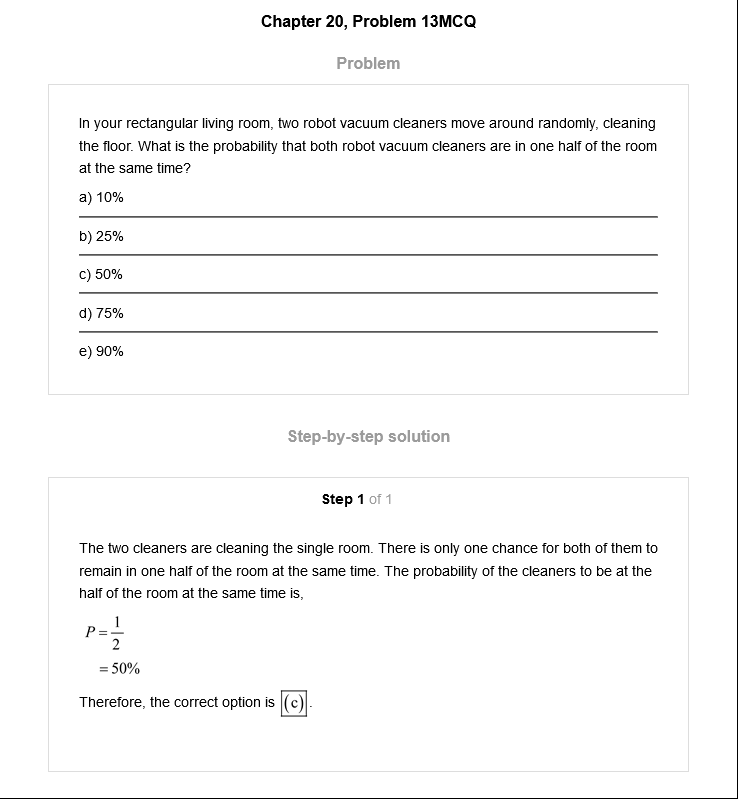 Chapter 20, Problem 13MCQ
Problem
In your rectangular living room, two robot vacuum cleaners move around randomly, cleaning
the floor. What is the probability that both robot vacuum cleaners are in one half of the room
at the same time?
a) 10%
b) 25%
c) 50%
d) 75%
e) 90%
Step-by-step solution
Step 1 of 1
The two cleaners are cleaning the single room. There is only one chance for both of them to
remain in one half of the room at the same time. The probability of the cleaners to be at the
half of the room at the same time is,
P = 1/2
= 50%
Therefore, the correct option is (c).